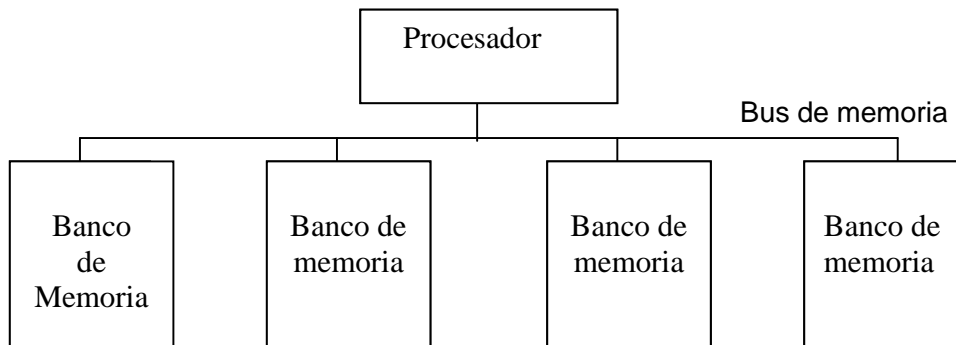 Procesador
Bus de memoria
Banco
de
Memoria
Banco de
memoria
Banco de
memoria
Banco de
memoria